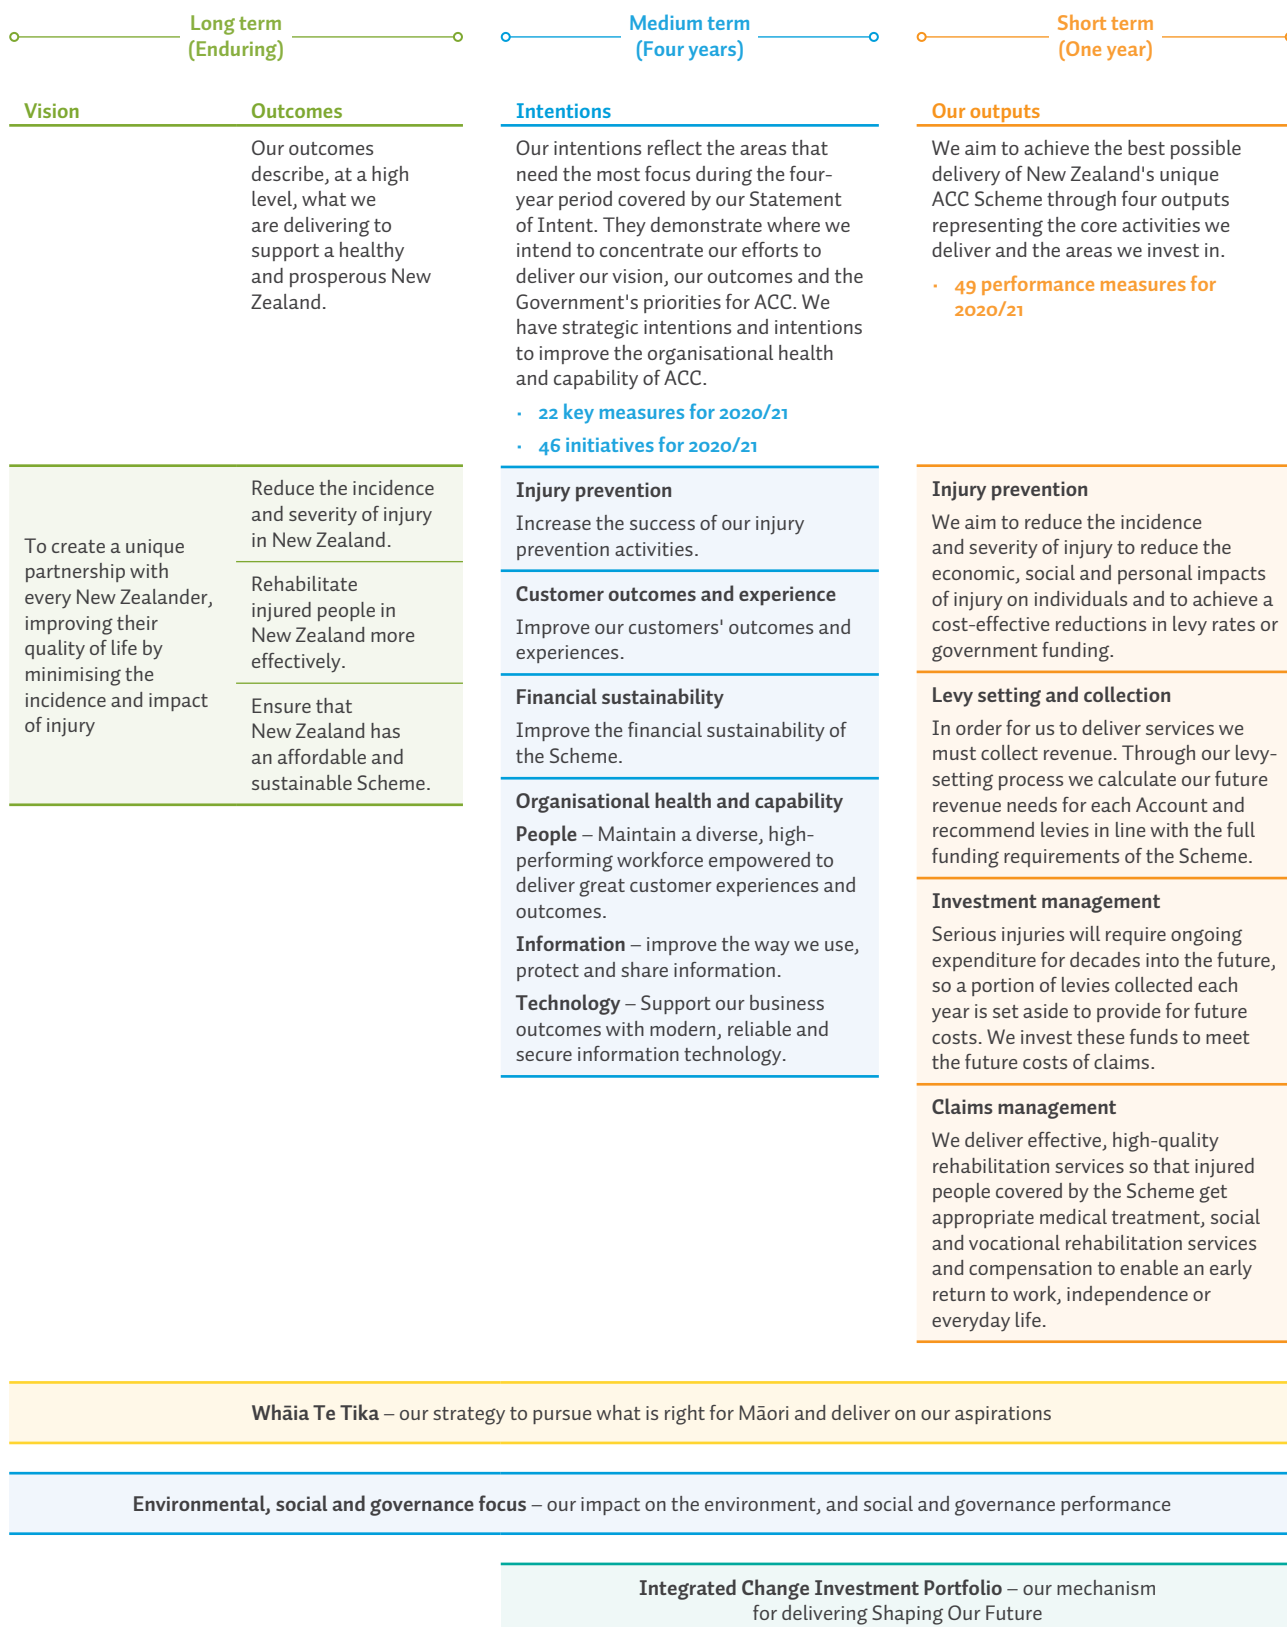 Long term
(Enduring)
Medium term
(Four years)
Short term
(One year)
Vision
Outcomes
Our outcomes
describe, at a high
level, what we
are delivering to
support a healthy
and prosperous New
Zealand.
To create a unique
partnership with
every New Zealander,
improving their
quality of life by
minimising the
incidence and impact
of injury
Reduce the incidence
and severity of injury
in New Zealand.
Rehabilitate
injured people in
New Zealand more
effectively.
Ensure that
New Zealand has
an affordable and
sustainable Scheme.
Intentions
Our intentions reflect the areas that
need the most focus during the four-
year period covered by our Statement
of Intent. They demonstrate where we
intend to concentrate our efforts to
deliver our vision, our outcomes and the
Government's priorities for ACC. We
have strategic intentions and intentions
to improve the organisational health
and capability of ACC.
· 22 key measures for 2020/21
· 46 initiatives for 2020/21
Injury prevention
Increase the success of our injury
prevention activities.
Customer outcomes and experience
Improve our customers' outcomes and
experiences.
Financial sustainability
Improve the financial sustainability of
the Scheme.
Organisational health and capability
People – Maintain a diverse, high-
performing workforce empowered to
deliver great customer experiences and
outcomes.
Information – improve the way we use,
protect and share information.
Technology – Support our business
outcomes with modern, reliable and
secure information technology.
Our outputs
We aim to achieve the best possible
delivery of New Zealand's unique
ACC Scheme through four outputs
representing the core activities we
deliver and the areas we invest in.
· 49 performance measures for
2020/21
Injury prevention
We aim to reduce the incidence
and severity of injury to reduce the
economic, social and personal impacts
of injury on individuals and to achieve a
cost-effective reductions in levy rates or
government funding.
Levy setting and collection
In order for us to deliver services we
must collect revenue. Through our levy-
setting process we calculate our future
revenue needs for each Account and
recommend levies in line with the full
funding requirements of the Scheme.
Investment management
Serious injuries will require ongoing
expenditure for decades into the future,
so a portion of levies collected each
year is set aside to provide for future
costs. We invest these funds to meet
the future costs of claims.
Claims management
We deliver effective, high-quality
rehabilitation services so that injured
people covered by the Scheme get
appropriate medical treatment, social
and vocational rehabilitation services
and compensation to enable an early
return to work, independence or
everyday life.
Whāia Te Tika – our strategy to pursue what is right for Māori and deliver on our aspirations
Environmental, social and governance focus – our impact on the environment, and social and governance performance
Integrated Change Investment Portfolio – our mechanism
for delivering Shaping Our Future